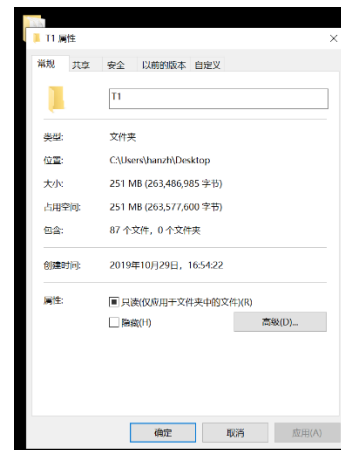 T1 属性
常规 共享 安全 以前的版本 自定义
T1
类型: 文件夹
位置: C:\Users\hanzh\Desktop
大小: 251 MB (263,486,985 字节)
占用空间: 251 MB (263,577,600 字节)
包含: 87 个文件，0 个文件夹
创建时间: 2019年10月29日，16:54:22
属性: 只读(仅应用于文件夹中的文件)(R)
隐藏(H) 高级(D)...
确定 取消 应用(A)